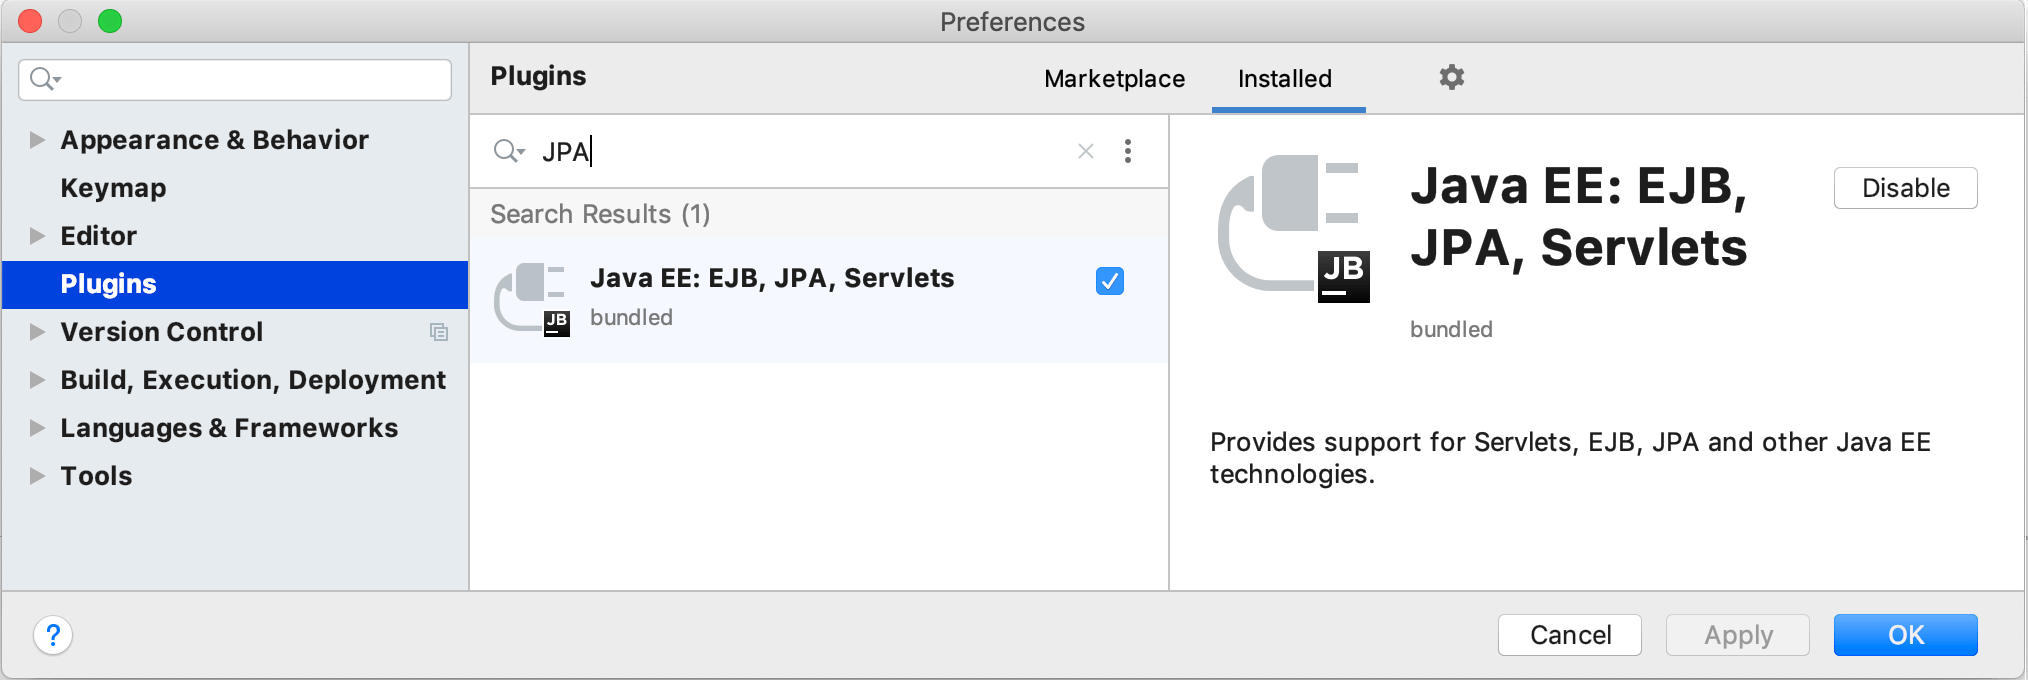 Preferences
Plugins
Marketplace
Installed
Appearance & Behavior
Keymap
Editor
Plugins
Version Control
Build, Execution, Deployment
Languages & Frameworks
Tools
JPA
Search Results (1)
Java EE: EJB, JPA, Servlets
bundled
JB
Java EE: EJB,
JPA, Servlets
Disable
JB
bundled
Provides support for Servlets, EJB, JPA and other Java EE
technologies.
?
Cancel
Apply
OK